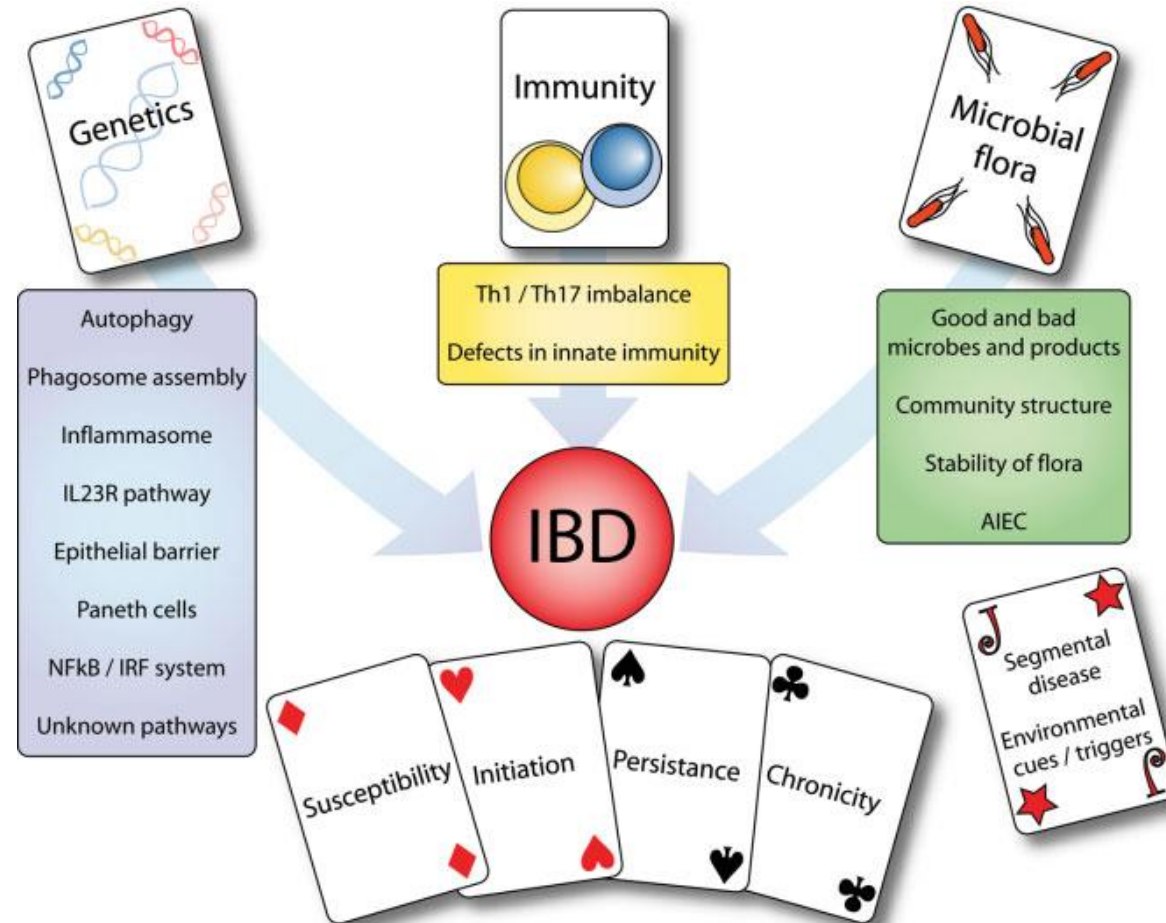 Genetics
Immunity
Microbial
flora
Autophagy
Phagosome assembly
Inflammasome
IL23R pathway
Epithelial barrier
Paneth cells
NFkB / IRF system
Unknown pathways
Th1 / Th17 imbalance
Defects in innate immunity
Good and bad
microbes and products
Community structure
Stability of flora
AIEC
IBD
Susceptibility
Initiation
Persistance
Chronicity
J
Segmental
disease
Environmental
cues / triggers
J